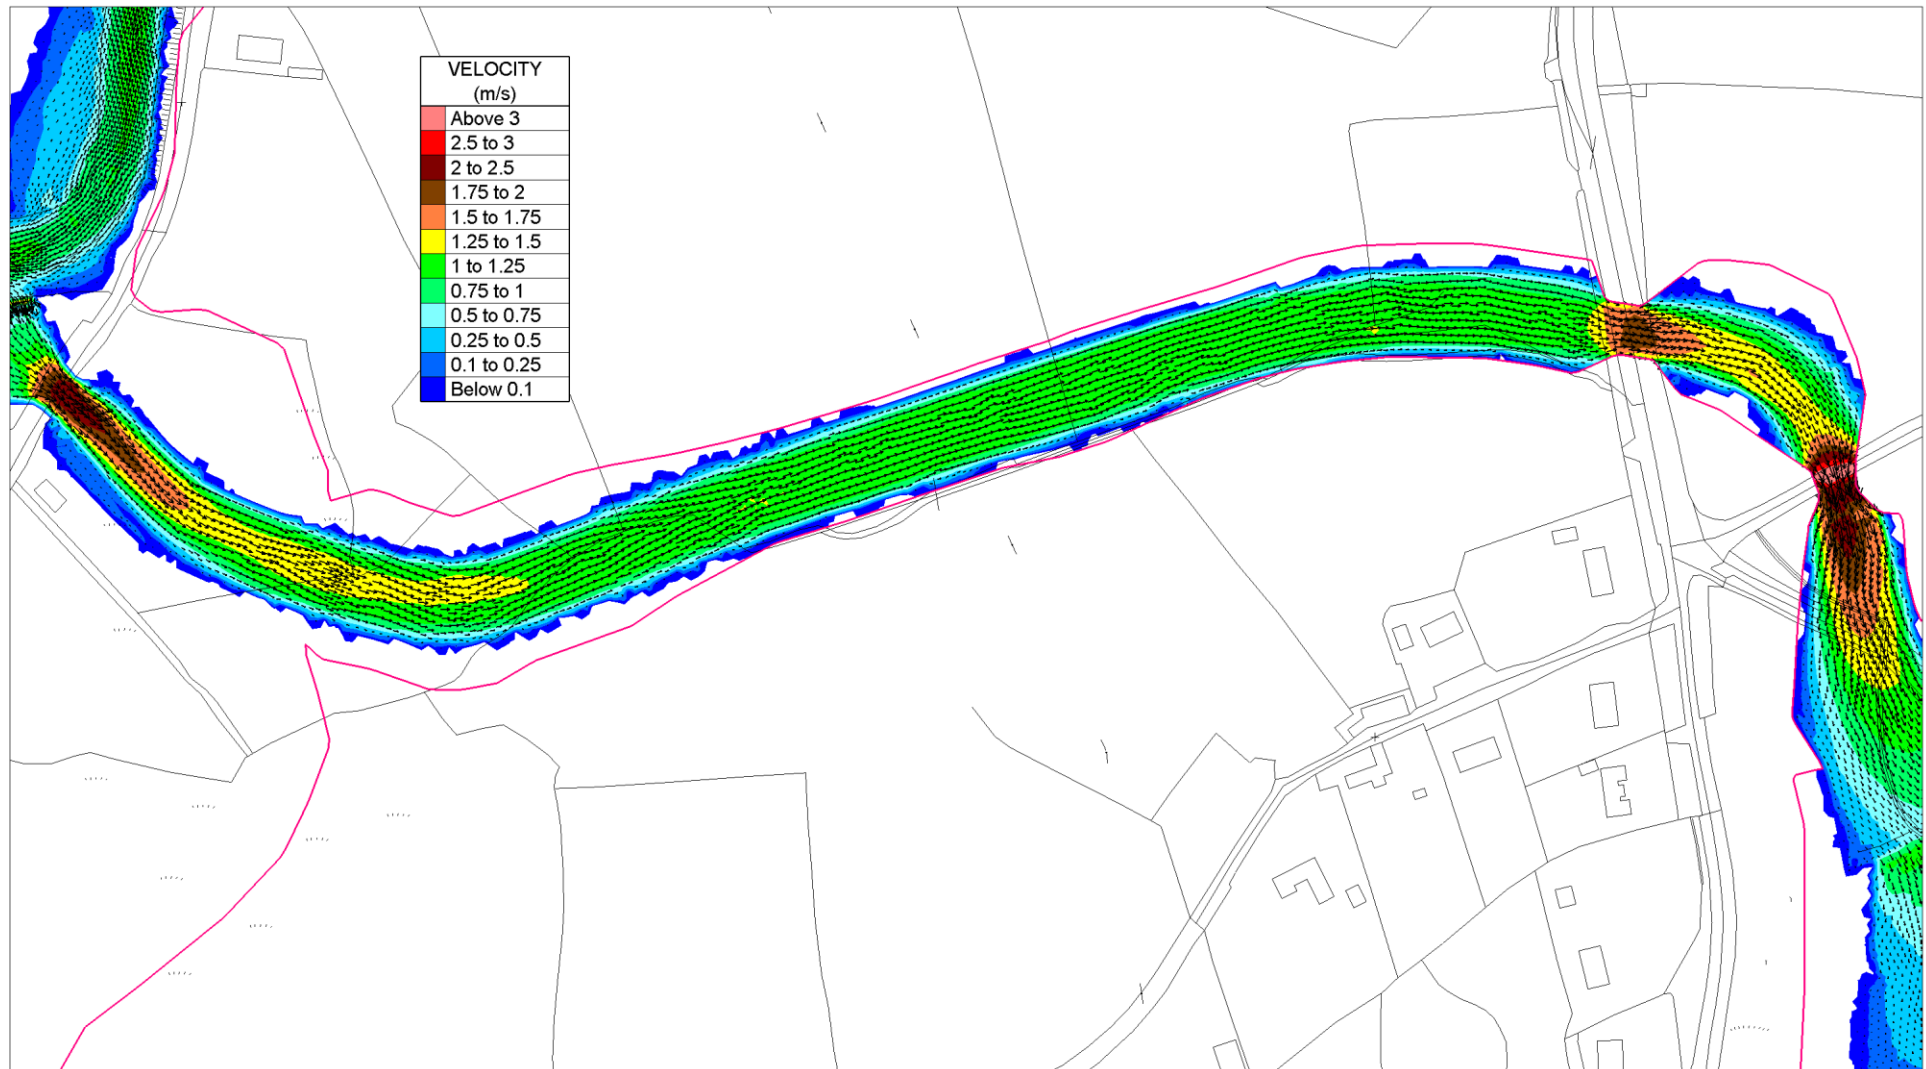 VELOCITY
(m/s)
Above 3
2.5 to 3
2 to 2.5
1.75 to 2
1.5 to 1.75
1.25 to 1.5
1 to 1.25
0.75 to 1
0.5 to 0.75
0.25 to 0.5
0.1 to 0.25
Below 0.1